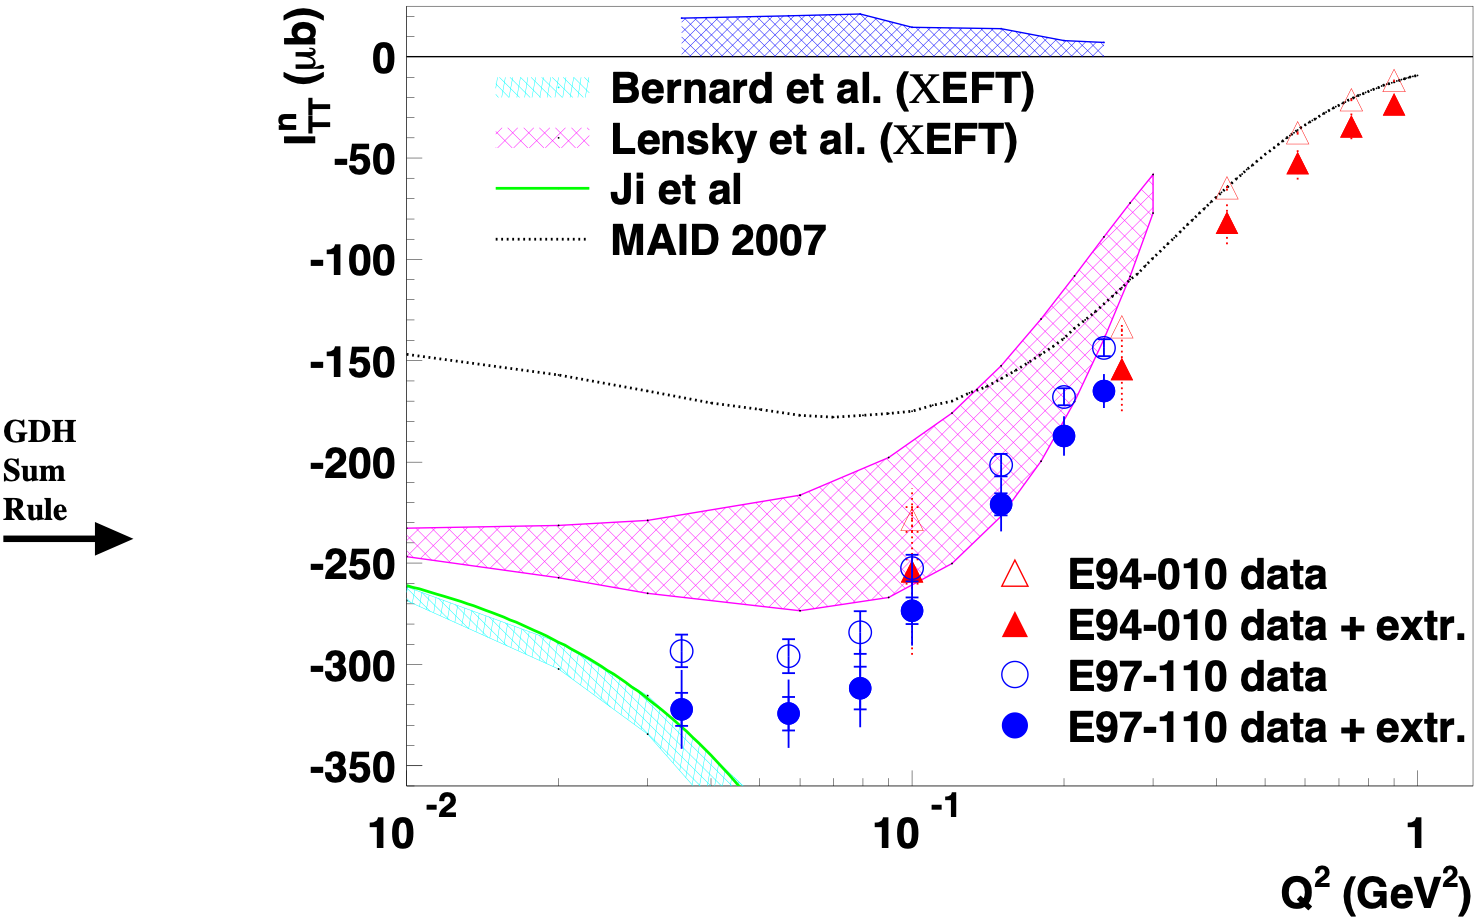 I^n_TT (μb)
0
-50
-100
-150
-200
-250
-300
-350
Bernard et al. (ΧEFT)
Lensky et al. (ΧEFT)
Ji et al
MAID 2007
GDH
Sum
Rule
E94-010 data
E94-010 data + extr.
E97-110 data
E97-110 data + extr.
10^-2
10^-1
1
Q^2 (GeV^2)